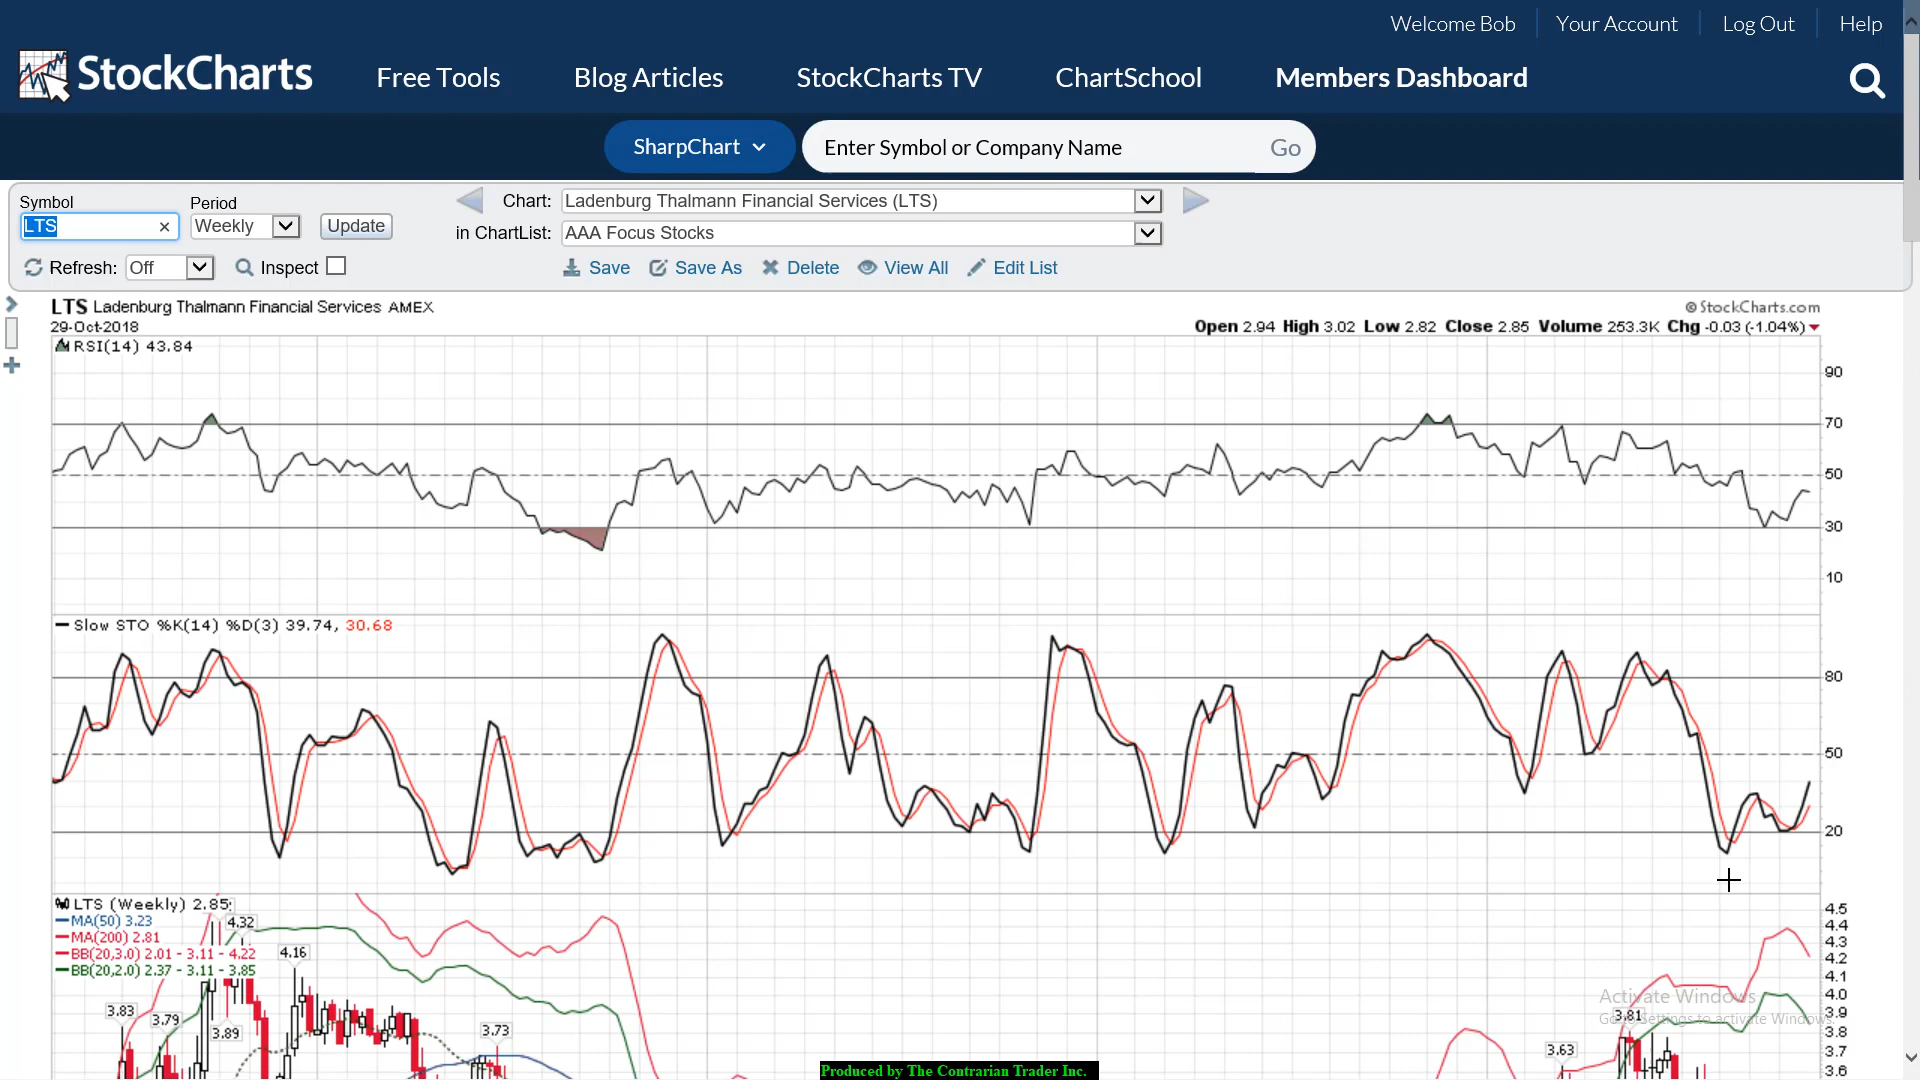 Welcome Bob Your Account Log Out Help
StockCharts Free Tools Blog Articles StockCharts TV ChartSchool Members Dashboard
SharpChart Enter Symbol or Company Name Go
Symbol Period Chart: Ladenburg Thalmann Financial Services (LTS)
LTS × Weekly Update in ChartList: AAA Focus Stocks
Refresh: Off Inspect Save Save As Delete View All Edit List
LTS Ladenburg Thalmann Financial Services AMEX © StockCharts.com
29-Oct-2018 Open 2.94 High 3.02 Low 2.82 Close 2.85 Volume 253.3K Chg -0.03 (-1.04%)
RSI(14) 43.84
90
70
50
30
10
Slow STO %K(14) %D(3) 39.74, 30.68
80
50
20
LTS (Weekly) 2.85
MA(50) 3.23
MA(200) 2.81
BB(20,3.0) 2.01 - 3.11 - 4.22
BB(20,2.0) 2.37 - 3.11 - 3.85
4.32
4.16
3.83
3.79
3.89
3.73
3.63
3.81
4.5
4.4
4.3
4.2
4.1
4.0
3.9
3.8
3.7
3.6
Activate Windows
Go to Settings to activate Windows.
Produced by The Contrarian Trader Inc.